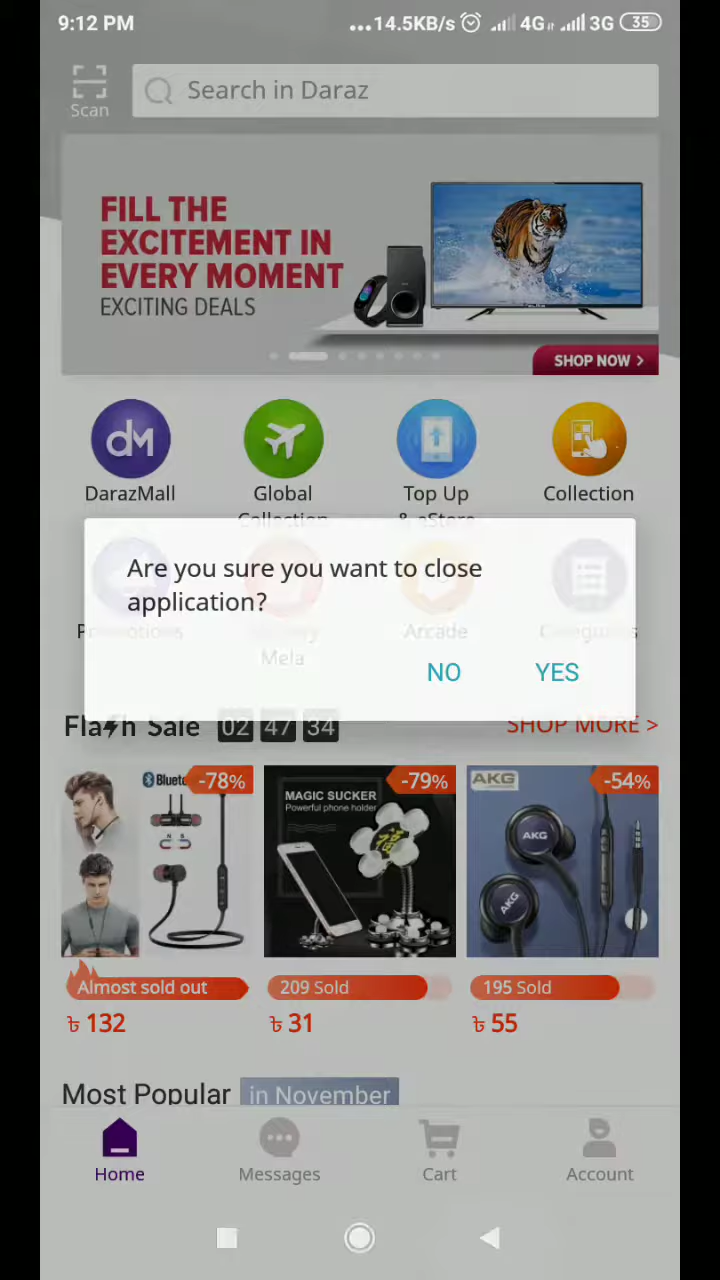 9:12 PM
...14.5KB/s 4G 3G 35
Scan
Search in Daraz
FILL THE
EXCITEMENT IN
EVERY MOMENT
EXCITING DEALS
SHOP NOW >
dM
DarazMall
Global
Collection
Top Up
& eStore
Collection
Are you sure you want to close
application?
Promotions
Mela
Arcade
Categories
NO
YES
Flash Sale 02 47 34
SHOP MORE >
Bluetoo
-78%
N S
MAGIC SUCKER
Powerful phone holder
-79%
福
AKG
-54%
AKG
AKG
Almost sold out
209 Sold
195 Sold
৳ 132
৳ 31
৳ 55
Most Popular in November
Home
Messages
Cart
Account